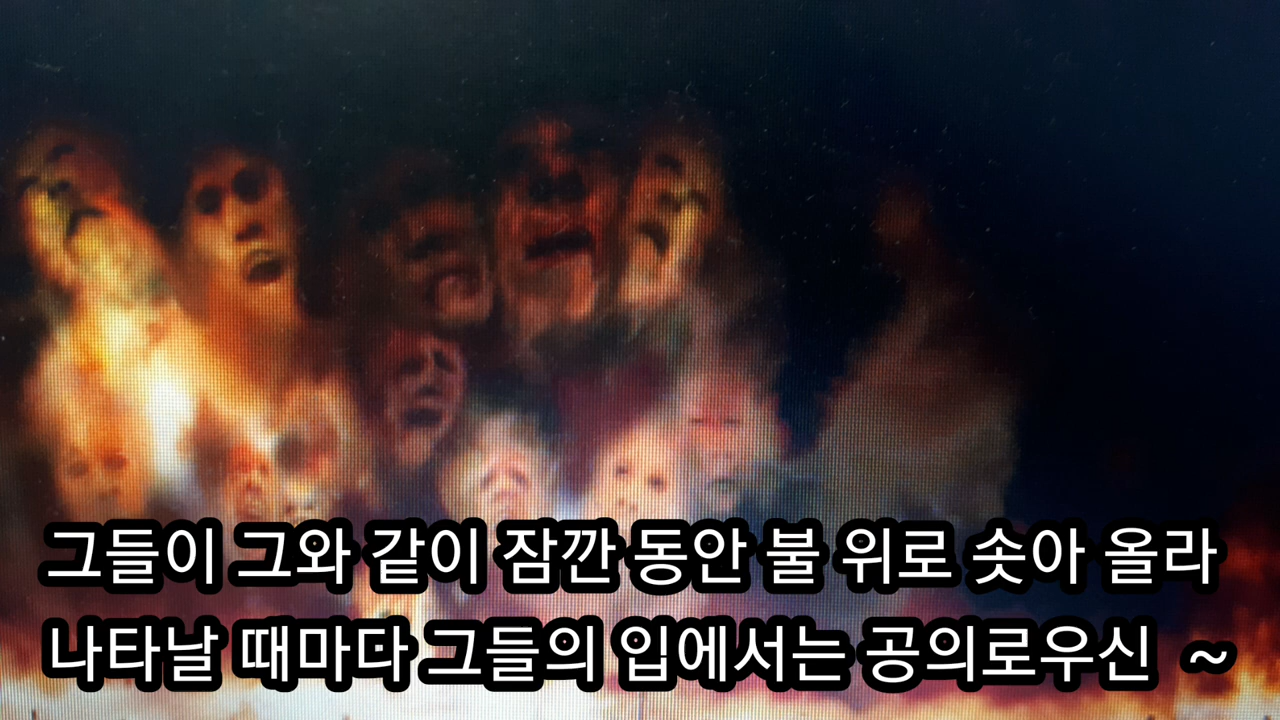 그들이 그와 같이 잠깐 동안 불 위로 솟아 올라
나타날 때마다 그들의 입에서는 공의로우신 ~